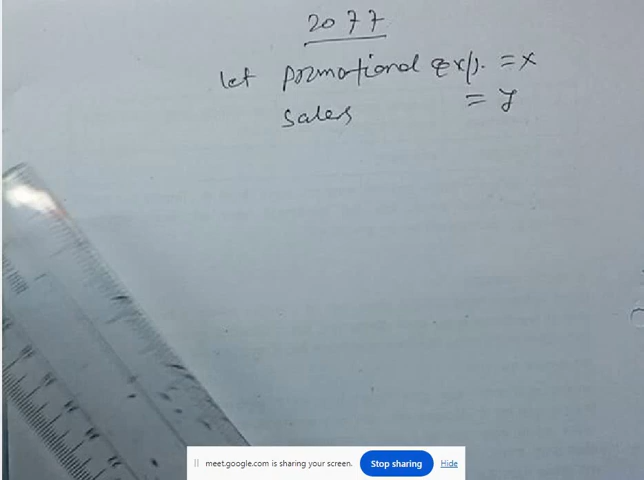 2077
let promotional Exp. = x
sales = y
meet.google.com is sharing your screen. Stop sharing Hide